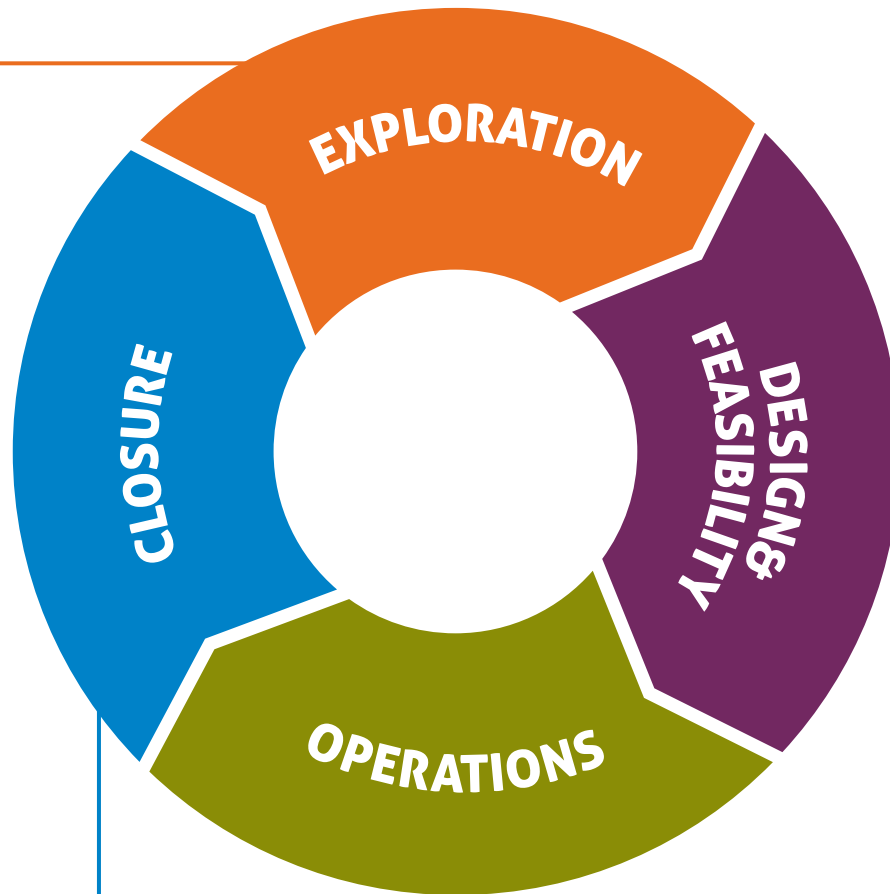 EXPLORATION
DESIGN&
FEASIBILITY
OPERATIONS
CLOSURE